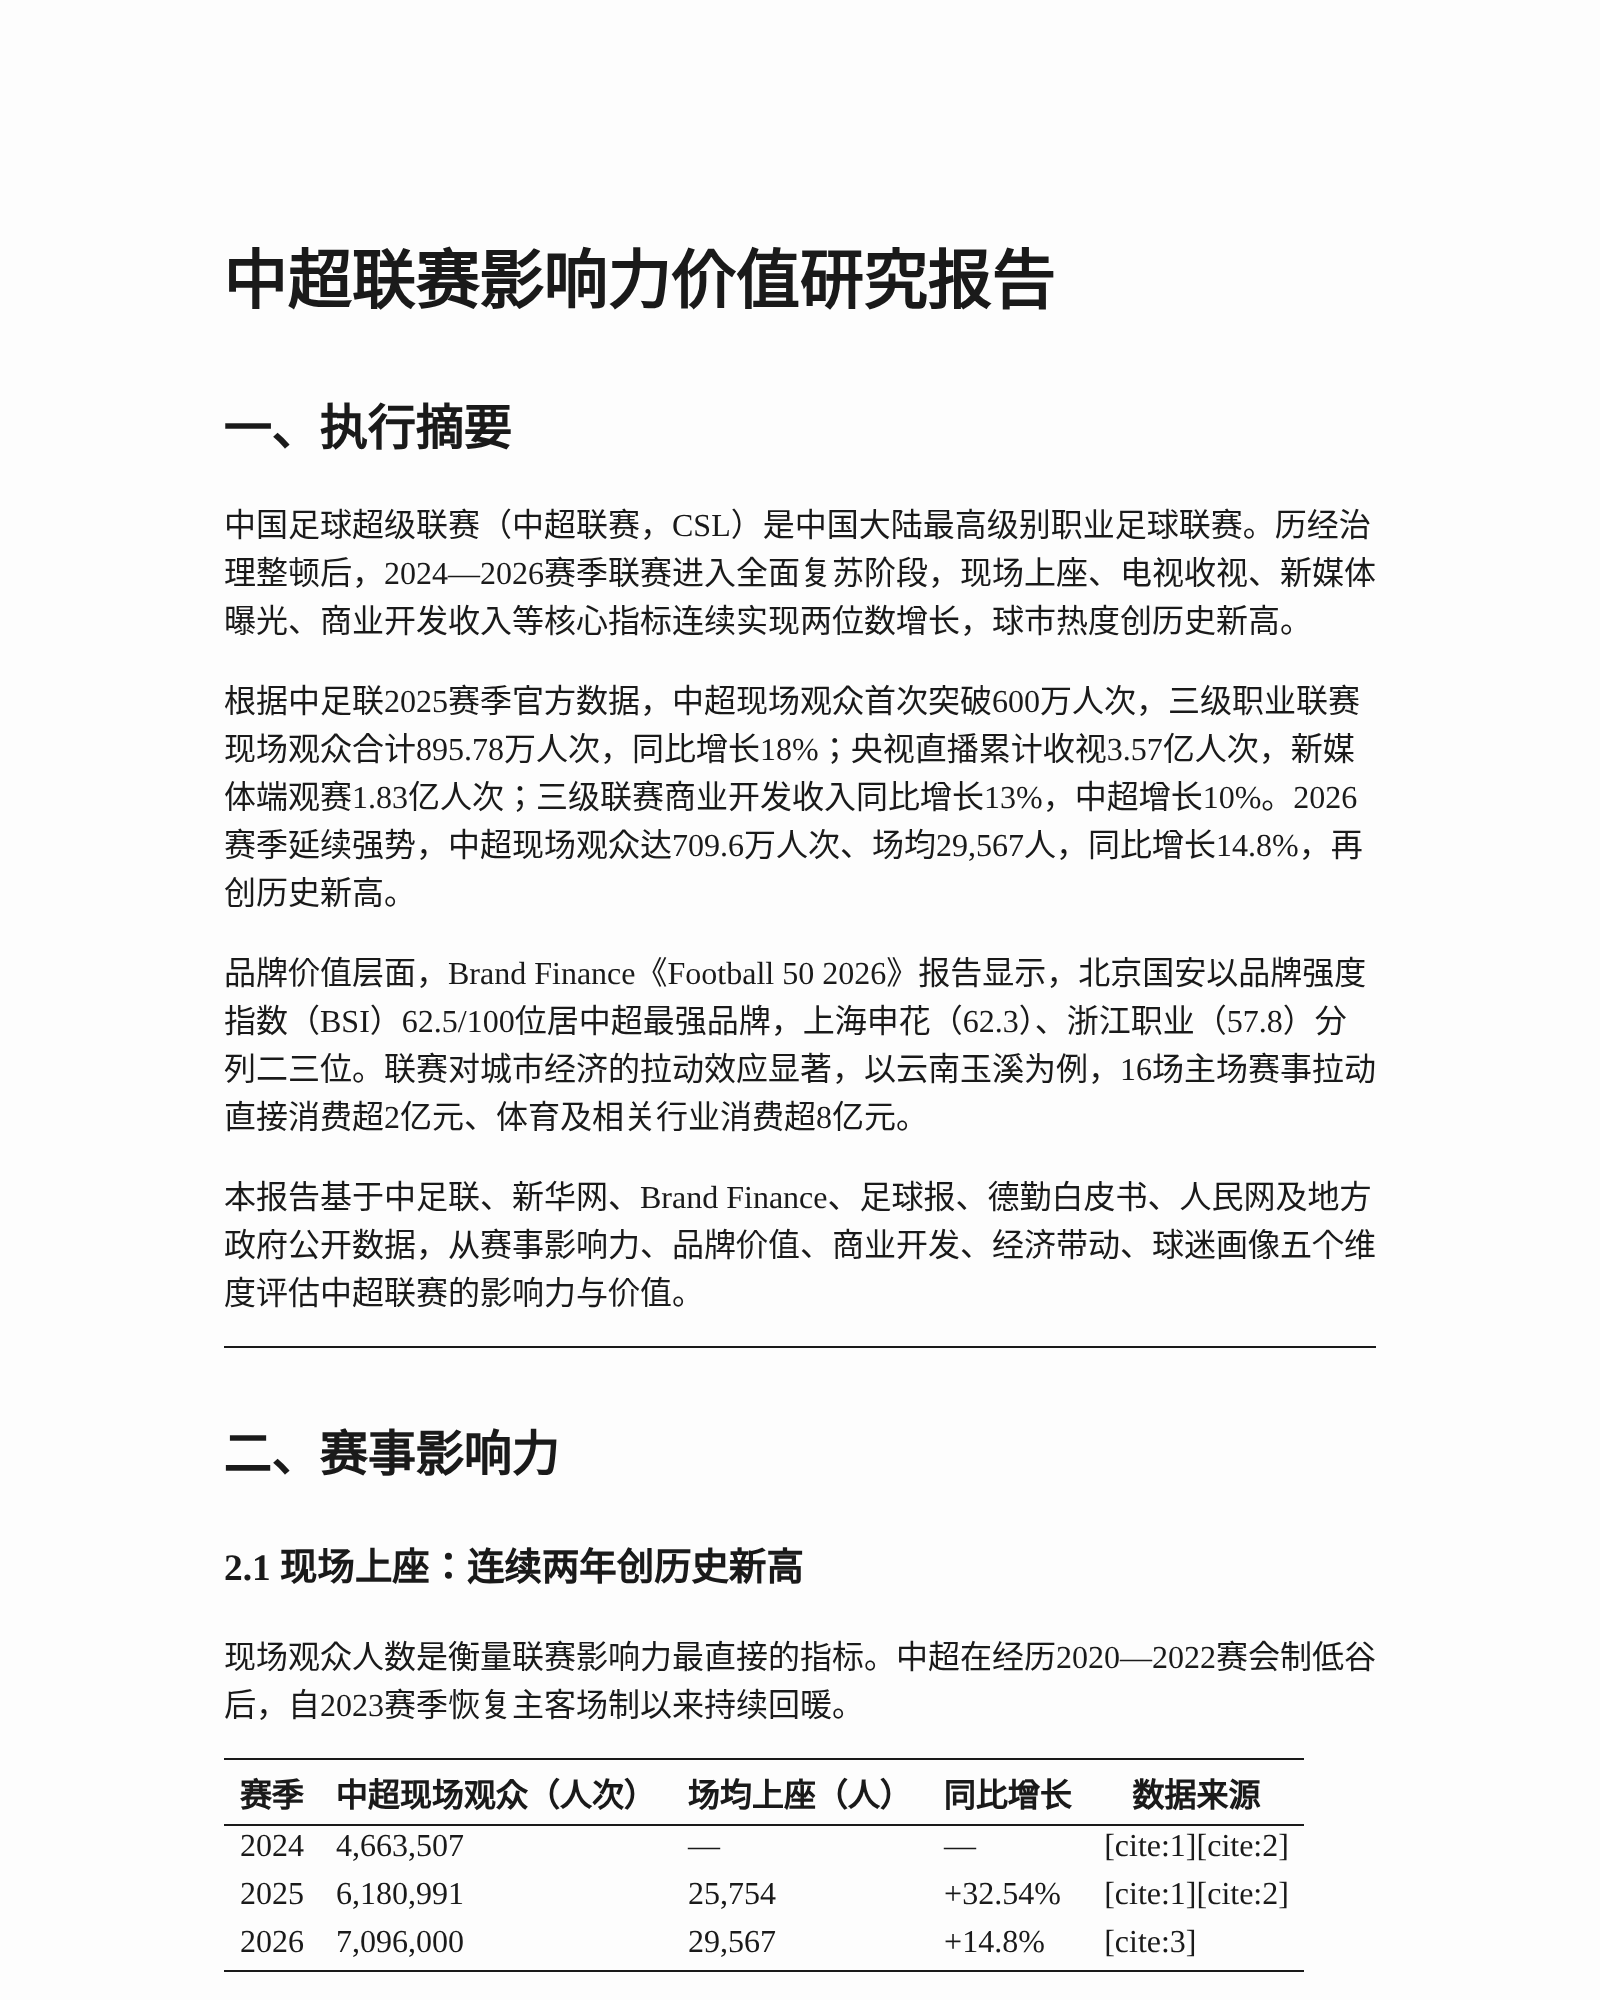 中超联赛影响力价值研究报告
一、执行摘要
中国足球超级联赛（中超联赛，CSL）是中国大陆最高级别职业足球联赛。历经治
理整顿后，2024—2026赛季联赛进入全面复苏阶段，现场上座、电视收视、新媒体
曝光、商业开发收入等核心指标连续实现两位数增长，球市热度创历史新高。
根据中足联2025赛季官方数据，中超现场观众首次突破600万人次，三级职业联赛
现场观众合计895.78万人次，同比增长18%；央视直播累计收视3.57亿人次，新媒
体端观赛1.83亿人次；三级联赛商业开发收入同比增长13%，中超增长10%。2026
赛季延续强势，中超现场观众达709.6万人次、场均29,567人，同比增长14.8%，再
创历史新高。
品牌价值层面，Brand Finance《Football 50 2026》报告显示，北京国安以品牌强度
指数（BSI）62.5/100位居中超最强品牌，上海申花（62.3）、浙江职业（57.8）分
列二三位。联赛对城市经济的拉动效应显著，以云南玉溪为例，16场主场赛事拉动
直接消费超2亿元、体育及相关行业消费超8亿元。
本报告基于中足联、新华网、Brand Finance、足球报、德勤白皮书、人民网及地方
政府公开数据，从赛事影响力、品牌价值、商业开发、经济带动、球迷画像五个维
度评估中超联赛的影响力与价值。
二、赛事影响力
2.1 现场上座：连续两年创历史新高
现场观众人数是衡量联赛影响力最直接的指标。中超在经历2020—2022赛会制低谷
后，自2023赛季恢复主客场制以来持续回暖。
赛季 中超现场观众（人次） 场均上座（人） 同比增长 数据来源
2024 4,663,507 — — [cite:1][cite:2]
2025 6,180,991 25,754 +32.54% [cite:1][cite:2]
2026 7,096,000 29,567 +14.8% [cite:3]